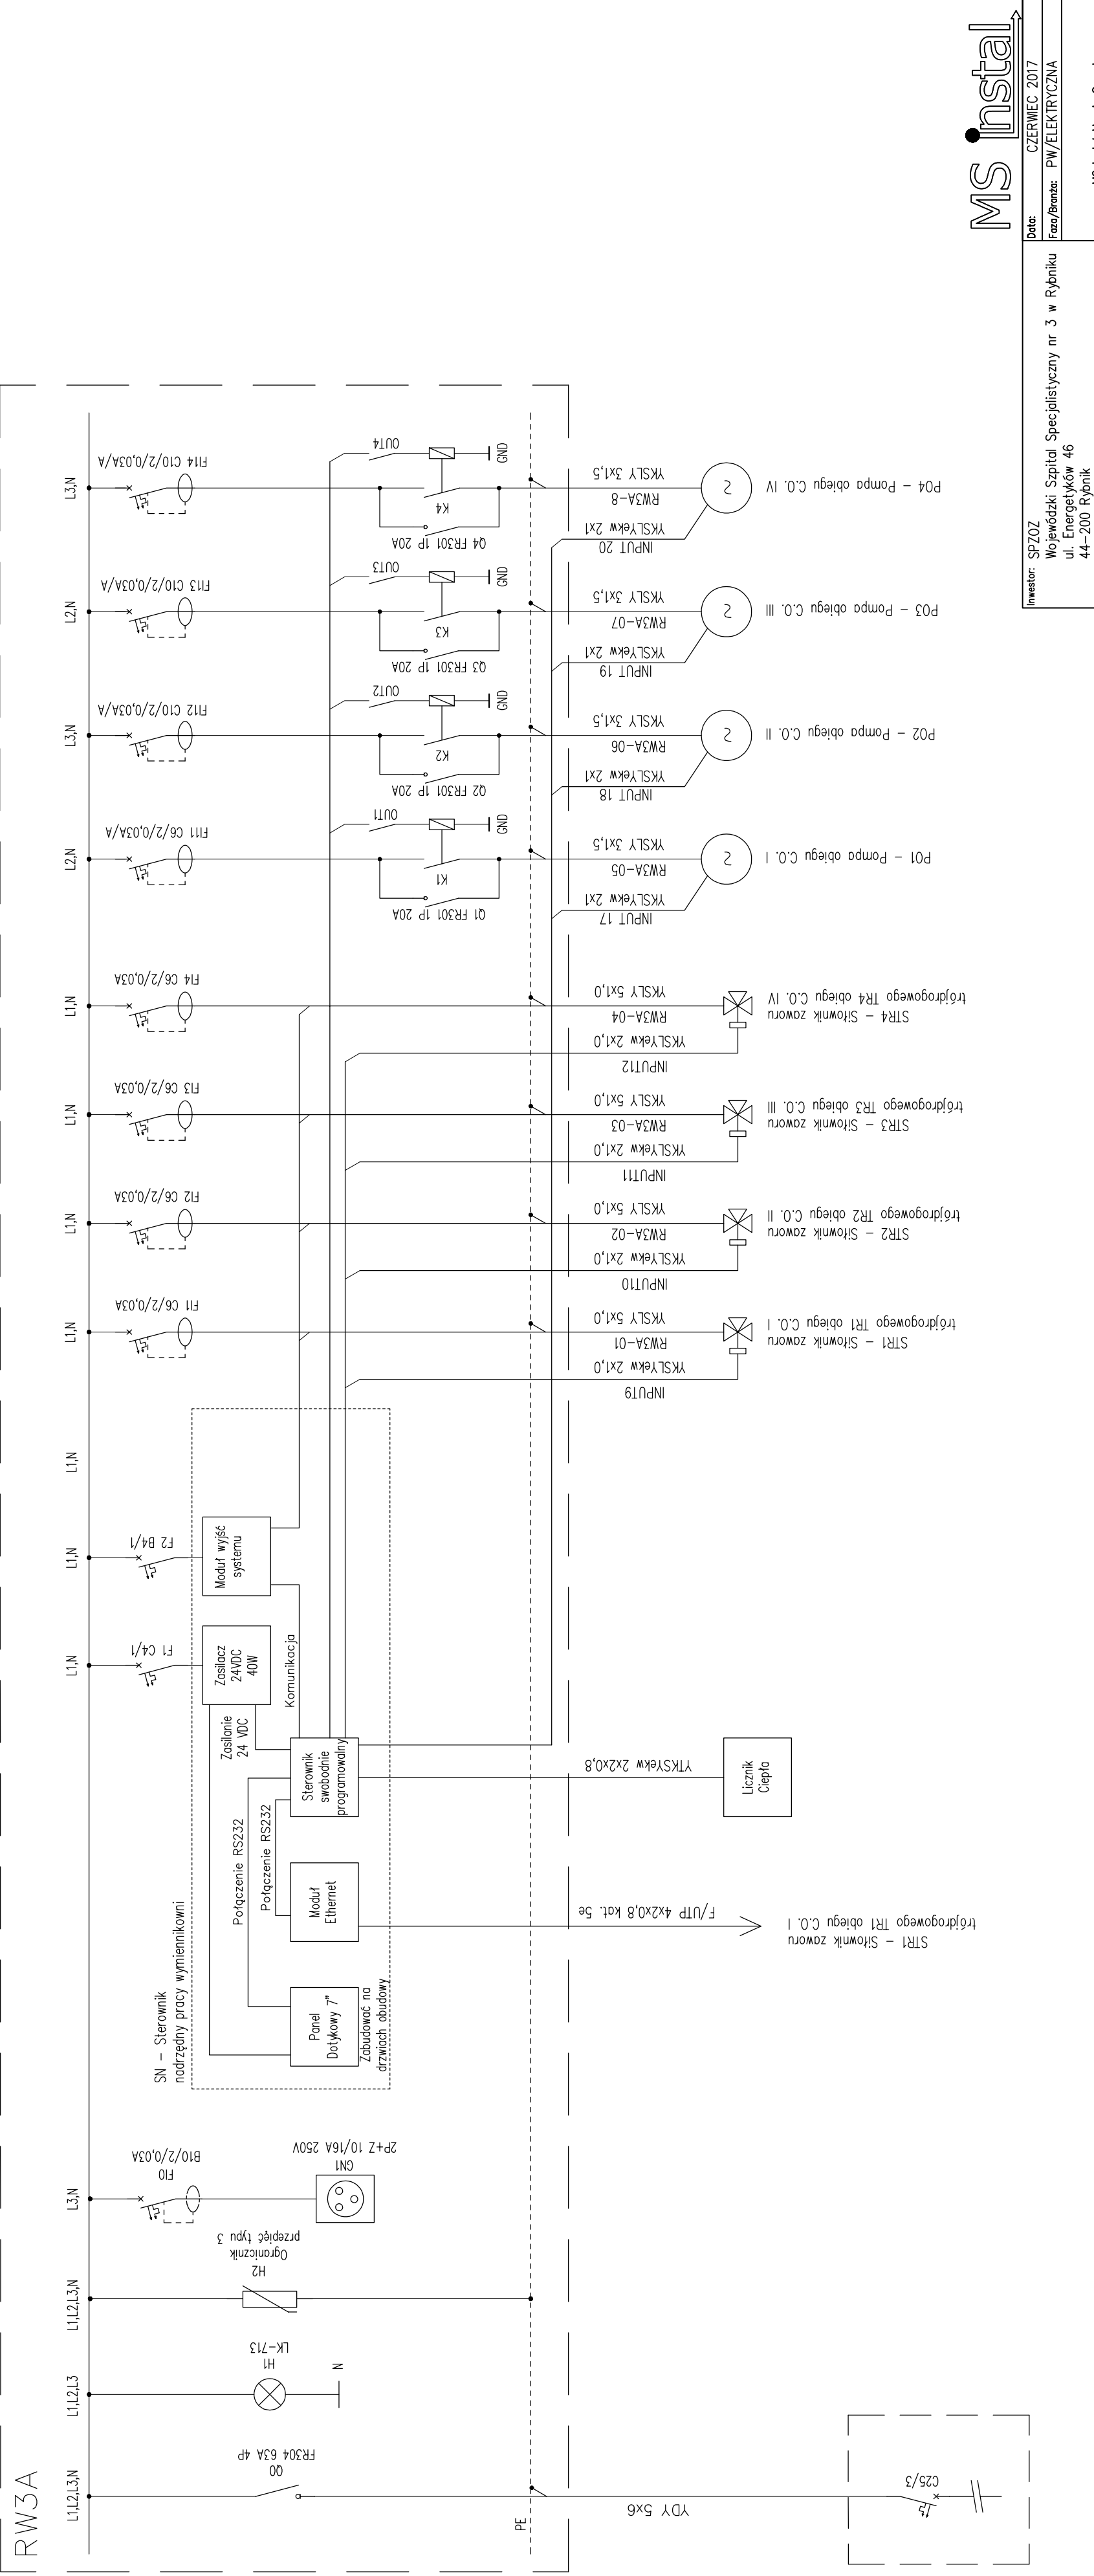 RW3A
L1,L2,L3,N
Q0
FR304 63A 4P
PE
YDY 5x6
C25/3
L1,L2,L3
H1
LK-713
N
L1,L2,L3,N
H2
Ogranicznik
przepięć typu 3
L3,N
FI0
B10/2/0,03A
GN1
2P+Z 10/16A 250V
SN - Sterownik
nadrzędny pracy wymiennikowni
Panel
Dotykowy 7"
Zabudować na
drzwiach obudowy
Moduł
Ethernet
Połączenie RS232
Połączenie RS232
Sterownik
swobodnie
programowalny
Zasilanie
24 VDC
Komunikacja
F/UTP 4x2x0,8 kat. 5e
STR1 - Siłownik zaworu
trójdrogowego TR1 obiegu C.O. I
YTKSYekw 2x2x0,8
Licznik
Ciepła
L1,N
F1 C4/1
Zasilacz
24VDC
40W
L1,N
F2 B4/1
Moduł wyjść
systemu
L1,N
L1,N
FI1 C6/2/0,03A
INPUT9
YKSLYekw 2x1,0
RW3A-01
YKSLY 5x1,0
STR1 - Siłownik zaworu
trójdrogowego TR1 obiegu C.O. I
L1,N
FI2 C6/2/0,03A
INPUT10
YKSLYekw 2x1,0
RW3A-02
YKSLY 5x1,0
STR2 - Siłownik zaworu
trójdrogowego TR2 obiegu C.O. II
L1,N
FI3 C6/2/0,03A
INPUT11
YKSLYekw 2x1,0
RW3A-03
YKSLY 5x1,0
STR3 - Siłownik zaworu
trójdrogowego TR3 obiegu C.O. III
L1,N
FI4 C6/2/0,03A
INPUT12
YKSLYekw 2x1,0
RW3A-04
YKSLY 5x1,0
STR4 - Siłownik zaworu
trójdrogowego TR4 obiegu C.O. IV
L2,N
FI11 C6/2/0,03A/A
Q1 FR301 1P 20A
K1
OUT1
GND
INPUT 17
YKSLYekw 2x1
RW3A-05
YKSLY 3x1,5
P01 - Pompa obiegu C.O. I
L3,N
FI12 C10/2/0,03A/A
Q2 FR301 1P 20A
K2
OUT2
GND
INPUT 18
YKSLYekw 2x1
RW3A-06
YKSLY 3x1,5
P02 - Pompa obiegu C.O. II
L2,N
FI13 C10/2/0,03A/A
Q3 FR301 1P 20A
K3
OUT3
GND
INPUT 19
YKSLYekw 2x1
RW3A-07
YKSLY 3x1,5
P03 - Pompa obiegu C.O. III
L3,N
FI14 C10/2/0,03A/A
Q4 FR301 1P 20A
K4
OUT4
GND
INPUT 20
YKSLYekw 2x1
RW3A-8
YKSLY 3x1,5
P04 - Pompa obiegu C.O. IV
MS instal
Inwestor: SPZOZ
Wojewódzki Szpital Specjalistyczny nr 3 w Rybniku
ul. Energetyków 46
44-200 Rybnik
Data: CZERWIEC 2017
Faza/Branża: PW/ELEKTRYCZNA